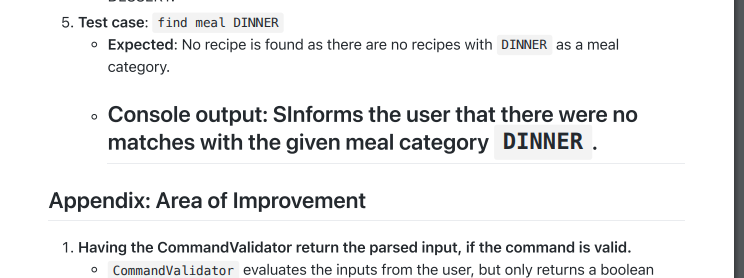 5. Test case: find meal DINNER
Expected: No recipe is found as there are no recipes with DINNER as a meal
category.
Console output: SInforms the user that there were no
matches with the given meal category DINNER.
Appendix: Area of Improvement
1. Having the CommandValidator return the parsed input, if the command is valid.
CommandValidator evaluates the inputs from the user, but only returns a boolean